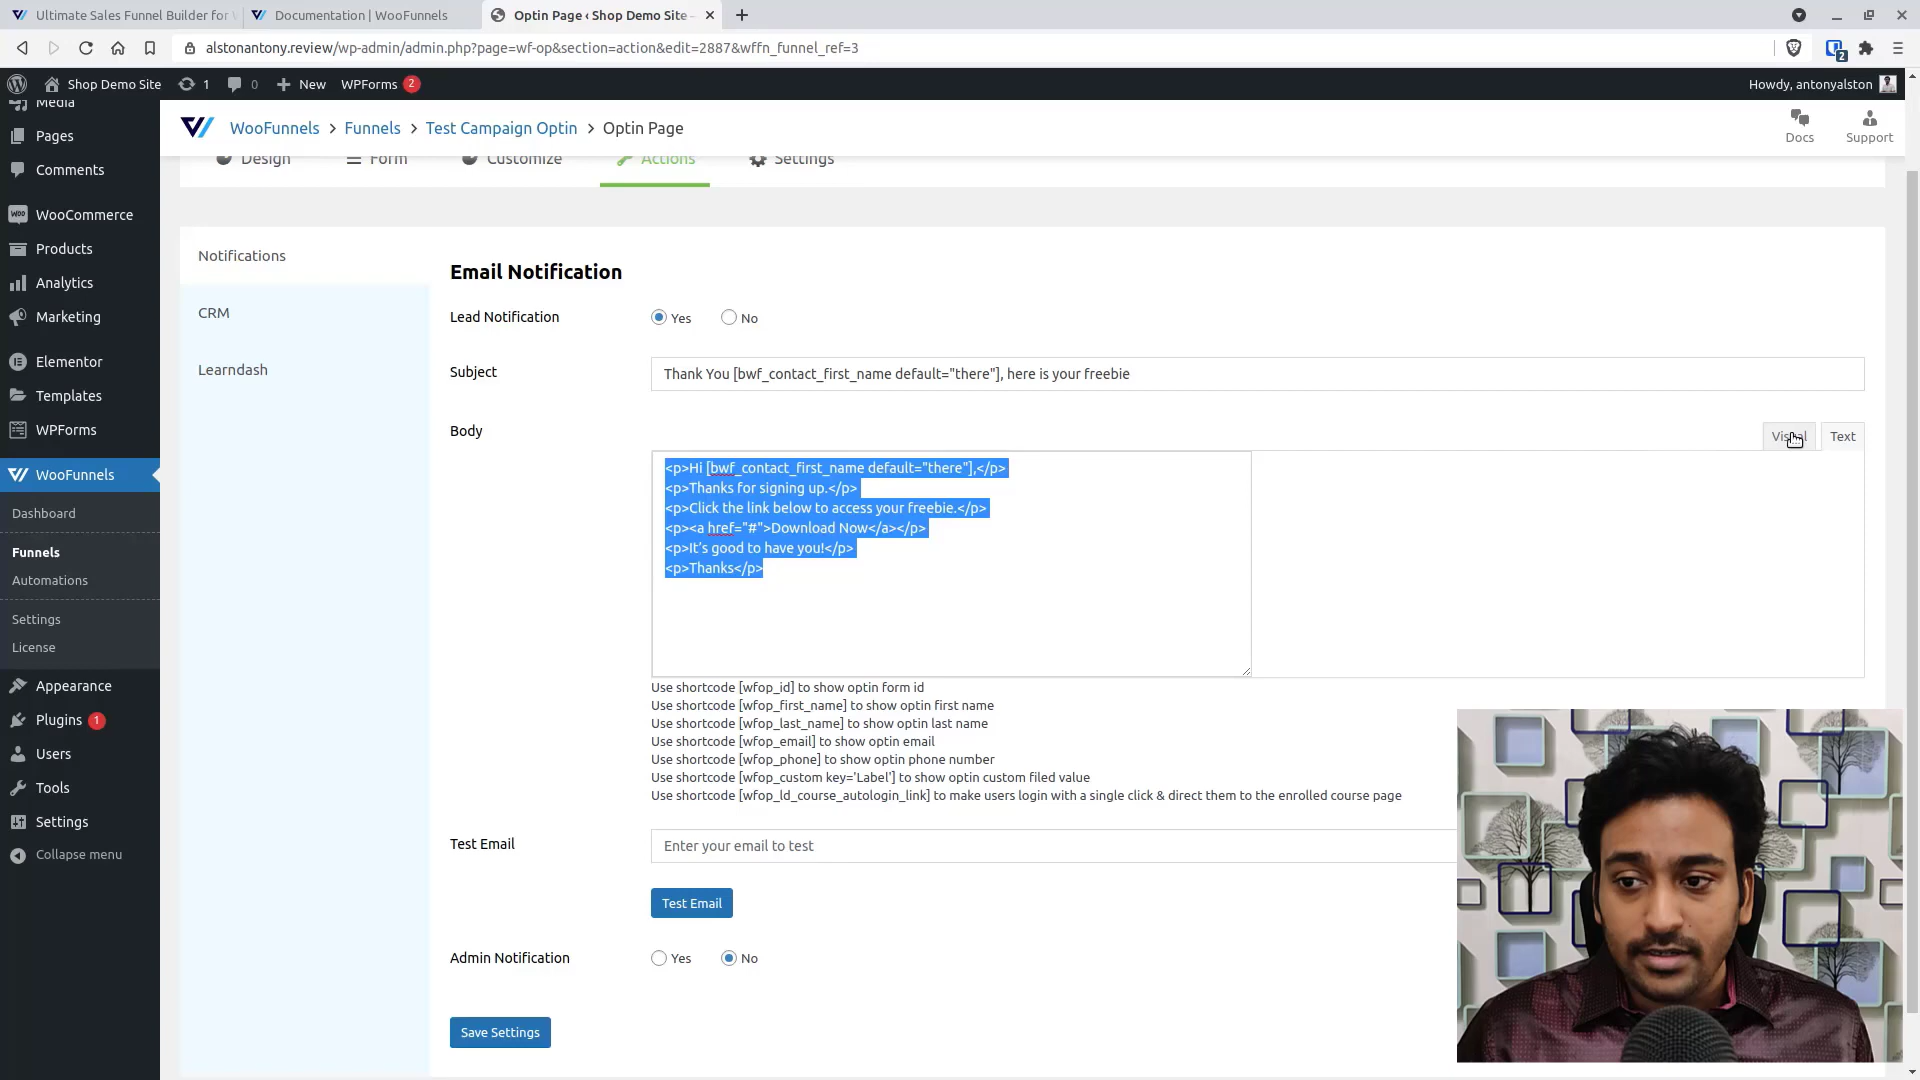 Ultimate Sales Funnel Builder for W
Documentation | WooFunnels
Optin Page ‹ Shop Demo Site —
alstonantony.review/wp-admin/admin.php?page=wf-op&section=action&edit=2887&wffn_funnel_ref=3
2
Shop Demo Site
1
0
New
WPForms 2
Howdy, antonyalston
Media
Pages
Comments
WooCommerce
Products
Analytics
Marketing
Elementor
Templates
WPForms
WooFunnels
Dashboard
Funnels
Automations
Settings
License
Appearance
Plugins 1
Users
Tools
Settings
Collapse menu
WooFunnels > Funnels > Test Campaign Optin > Optin Page
Docs
Support
Design
Form
Customize
Actions
Settings
Notifications
CRM
Learndash
Email Notification
Lead Notification
Yes
No
Subject
Thank You [bwf_contact_first_name default="there"], here is your freebie
Body
Visual
Text
<p>Hi [bwf_contact_first_name default="there"],</p>
<p>Thanks for signing up.</p>
<p>Click the link below to access your freebie.</p>
<p><a href="#">Download Now</a></p>
<p>It's good to have you!</p>
<p>Thanks</p>
Use shortcode [wfop_id] to show optin form id
Use shortcode [wfop_first_name] to show optin first name
Use shortcode [wfop_last_name] to show optin last name
Use shortcode [wfop_email] to show optin email
Use shortcode [wfop_phone] to show optin phone number
Use shortcode [wfop_custom key='Label'] to show optin custom filed value
Use shortcode [wfop_ld_course_autologin_link] to make users login with a single click & direct them to the enrolled course page
Test Email
Enter your email to test
Test Email
Admin Notification
Yes
No
Save Settings